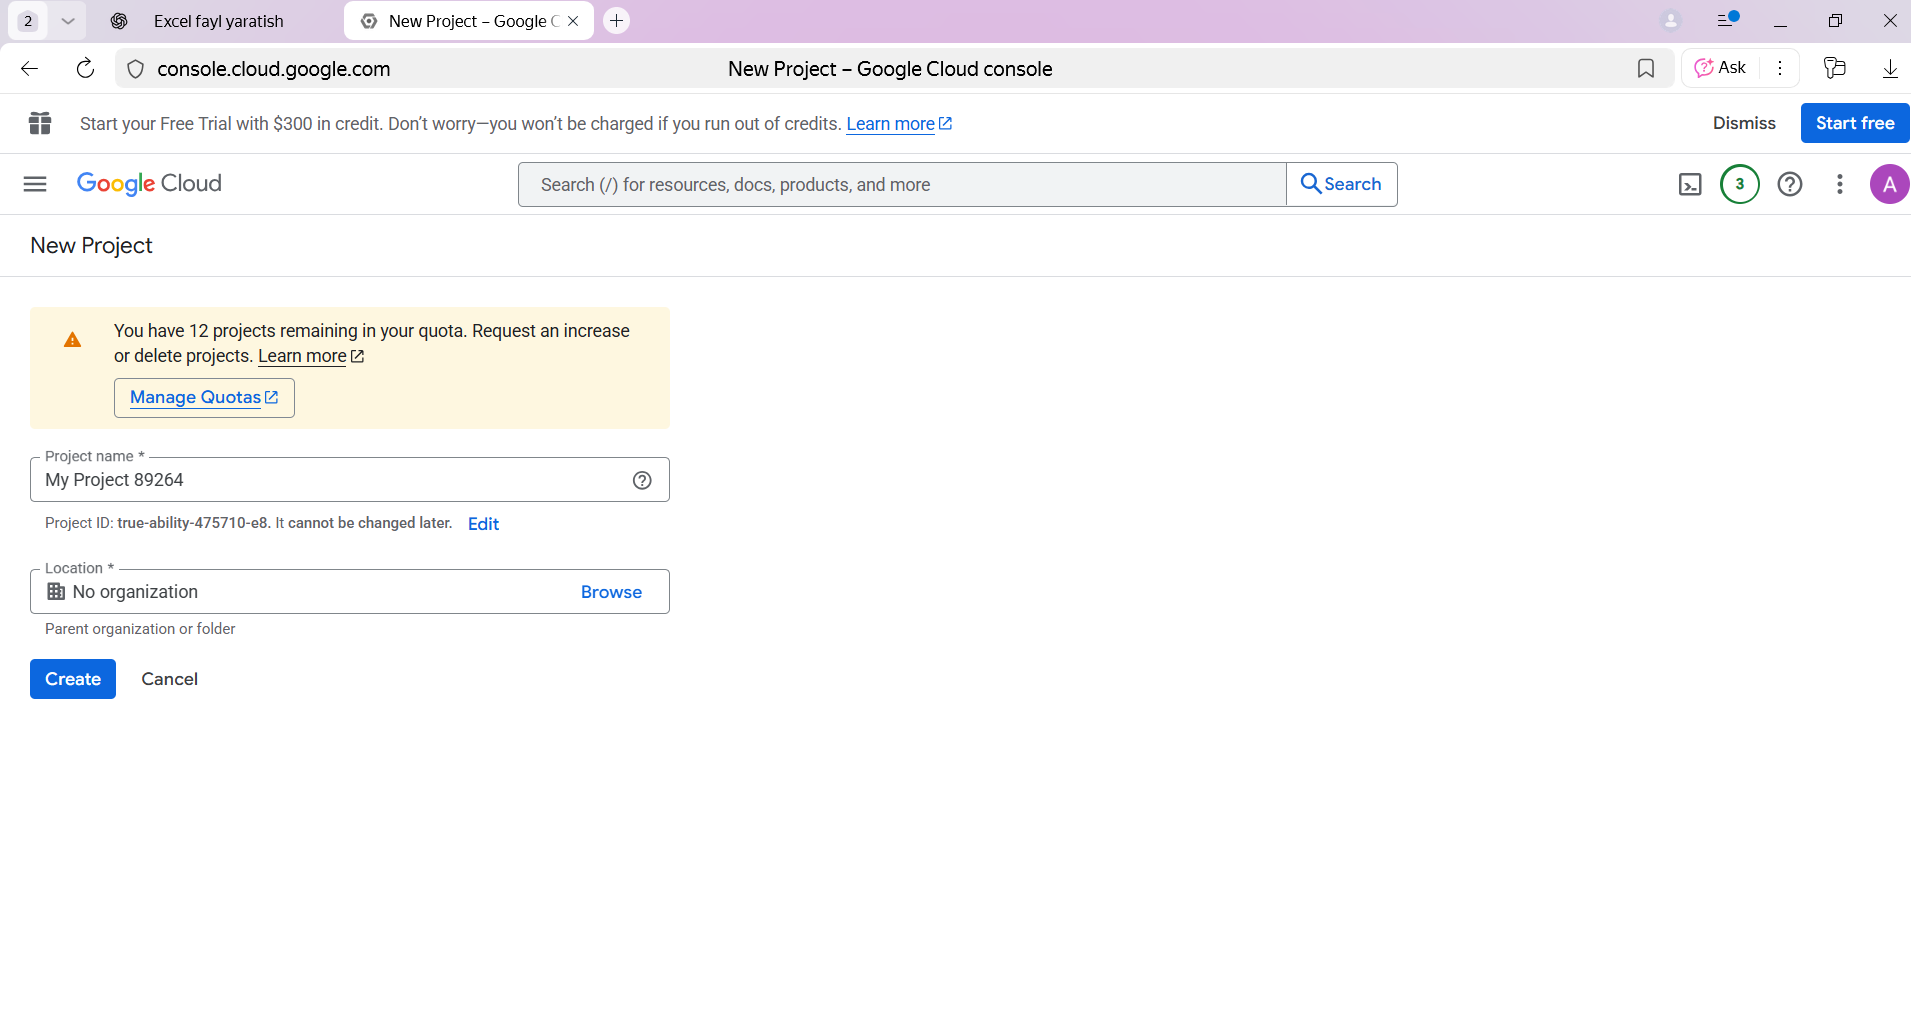 2
Excel fayl yaratish
New Project – Google C
console.cloud.google.com
New Project – Google Cloud console
Ask
Start your Free Trial with $300 in credit. Don’t worry—you won’t be charged if you run out of credits. Learn more
Dismiss
Start free
Google Cloud
Search (/) for resources, docs, products, and more
Search
3
A
New Project
You have 12 projects remaining in your quota. Request an increase
or delete projects. Learn more
Manage Quotas
Project name *
My Project 89264
Project ID: true-ability-475710-e8. It cannot be changed later. Edit
Location *
No organization
Browse
Parent organization or folder
Create
Cancel